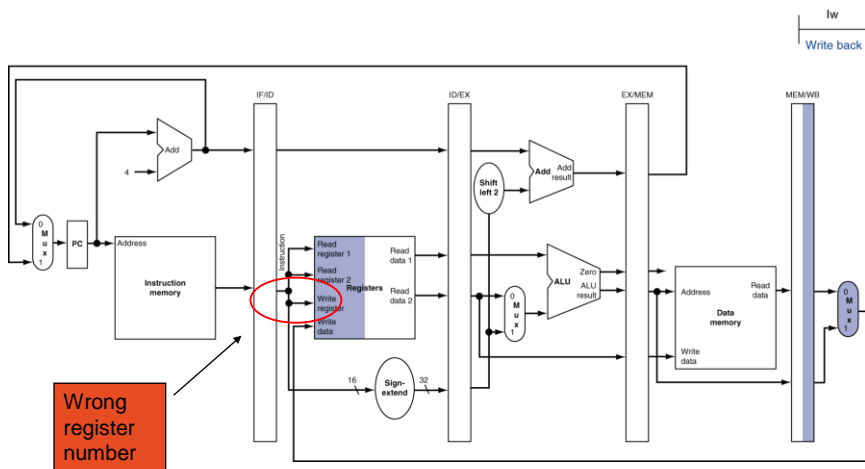 lw
Write back
IF/ID
ID/EX
EX/MEM
MEM/WB
Add
4
Shift
left 2
Add
Add
result
0
M
u
x
1
PC
Address
Instruction
memory
Instruction
Read
register 1
Read
register 2
Registers
Write
register
Write
data
Read
data 1
Read
data 2
0
M
u
x
1
ALU
Zero
ALU
result
Address
Read
data
Data
memory
Write
data
0
M
u
x
1
16
Sign-
extend
32
Wrong
register
number